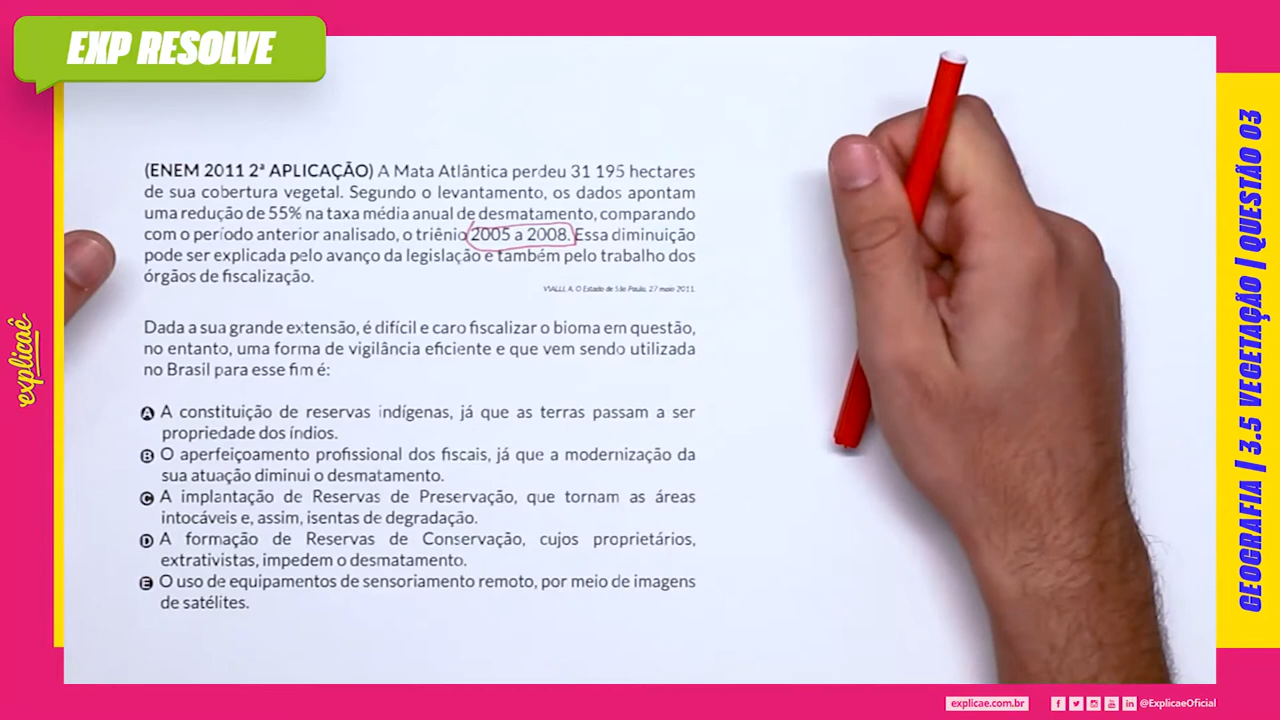 EXP RESOLVE
(ENEM 2011 2ª APLICAÇÃO) A Mata Atlântica perdeu 31 195 hectares
de sua cobertura vegetal. Segundo o levantamento, os dados apontam
uma redução de 55% na taxa média anual de desmatamento, comparando
com o período anterior analisado, o triênio 2005 a 2008. Essa diminuição
pode ser explicada pelo avanço da legislação e também pelo trabalho dos
órgãos de fiscalização.
VIALLI, A. O Estado de São Paulo, 27 maio 2011.
Dada a sua grande extensão, é difícil e caro fiscalizar o bioma em questão,
no entanto, uma forma de vigilância eficiente e que vem sendo utilizada
no Brasil para esse fim é:
A A constituição de reservas indígenas, já que as terras passam a ser
propriedade dos índios.
B O aperfeiçoamento profissional dos fiscais, já que a modernização da
sua atuação diminui o desmatamento.
C A implantação de Reservas de Preservação, que tornam as áreas
intocáveis e, assim, isentas de degradação.
D A formação de Reservas de Conservação, cujos proprietários,
extrativistas, impedem o desmatamento.
E O uso de equipamentos de sensoriamento remoto, por meio de imagens
de satélites.
explicaê
GEOGRAFIA | 3.5 VEGETAÇÃO | QUESTÃO 03
explicae.com.br
@ExplicaeOficial